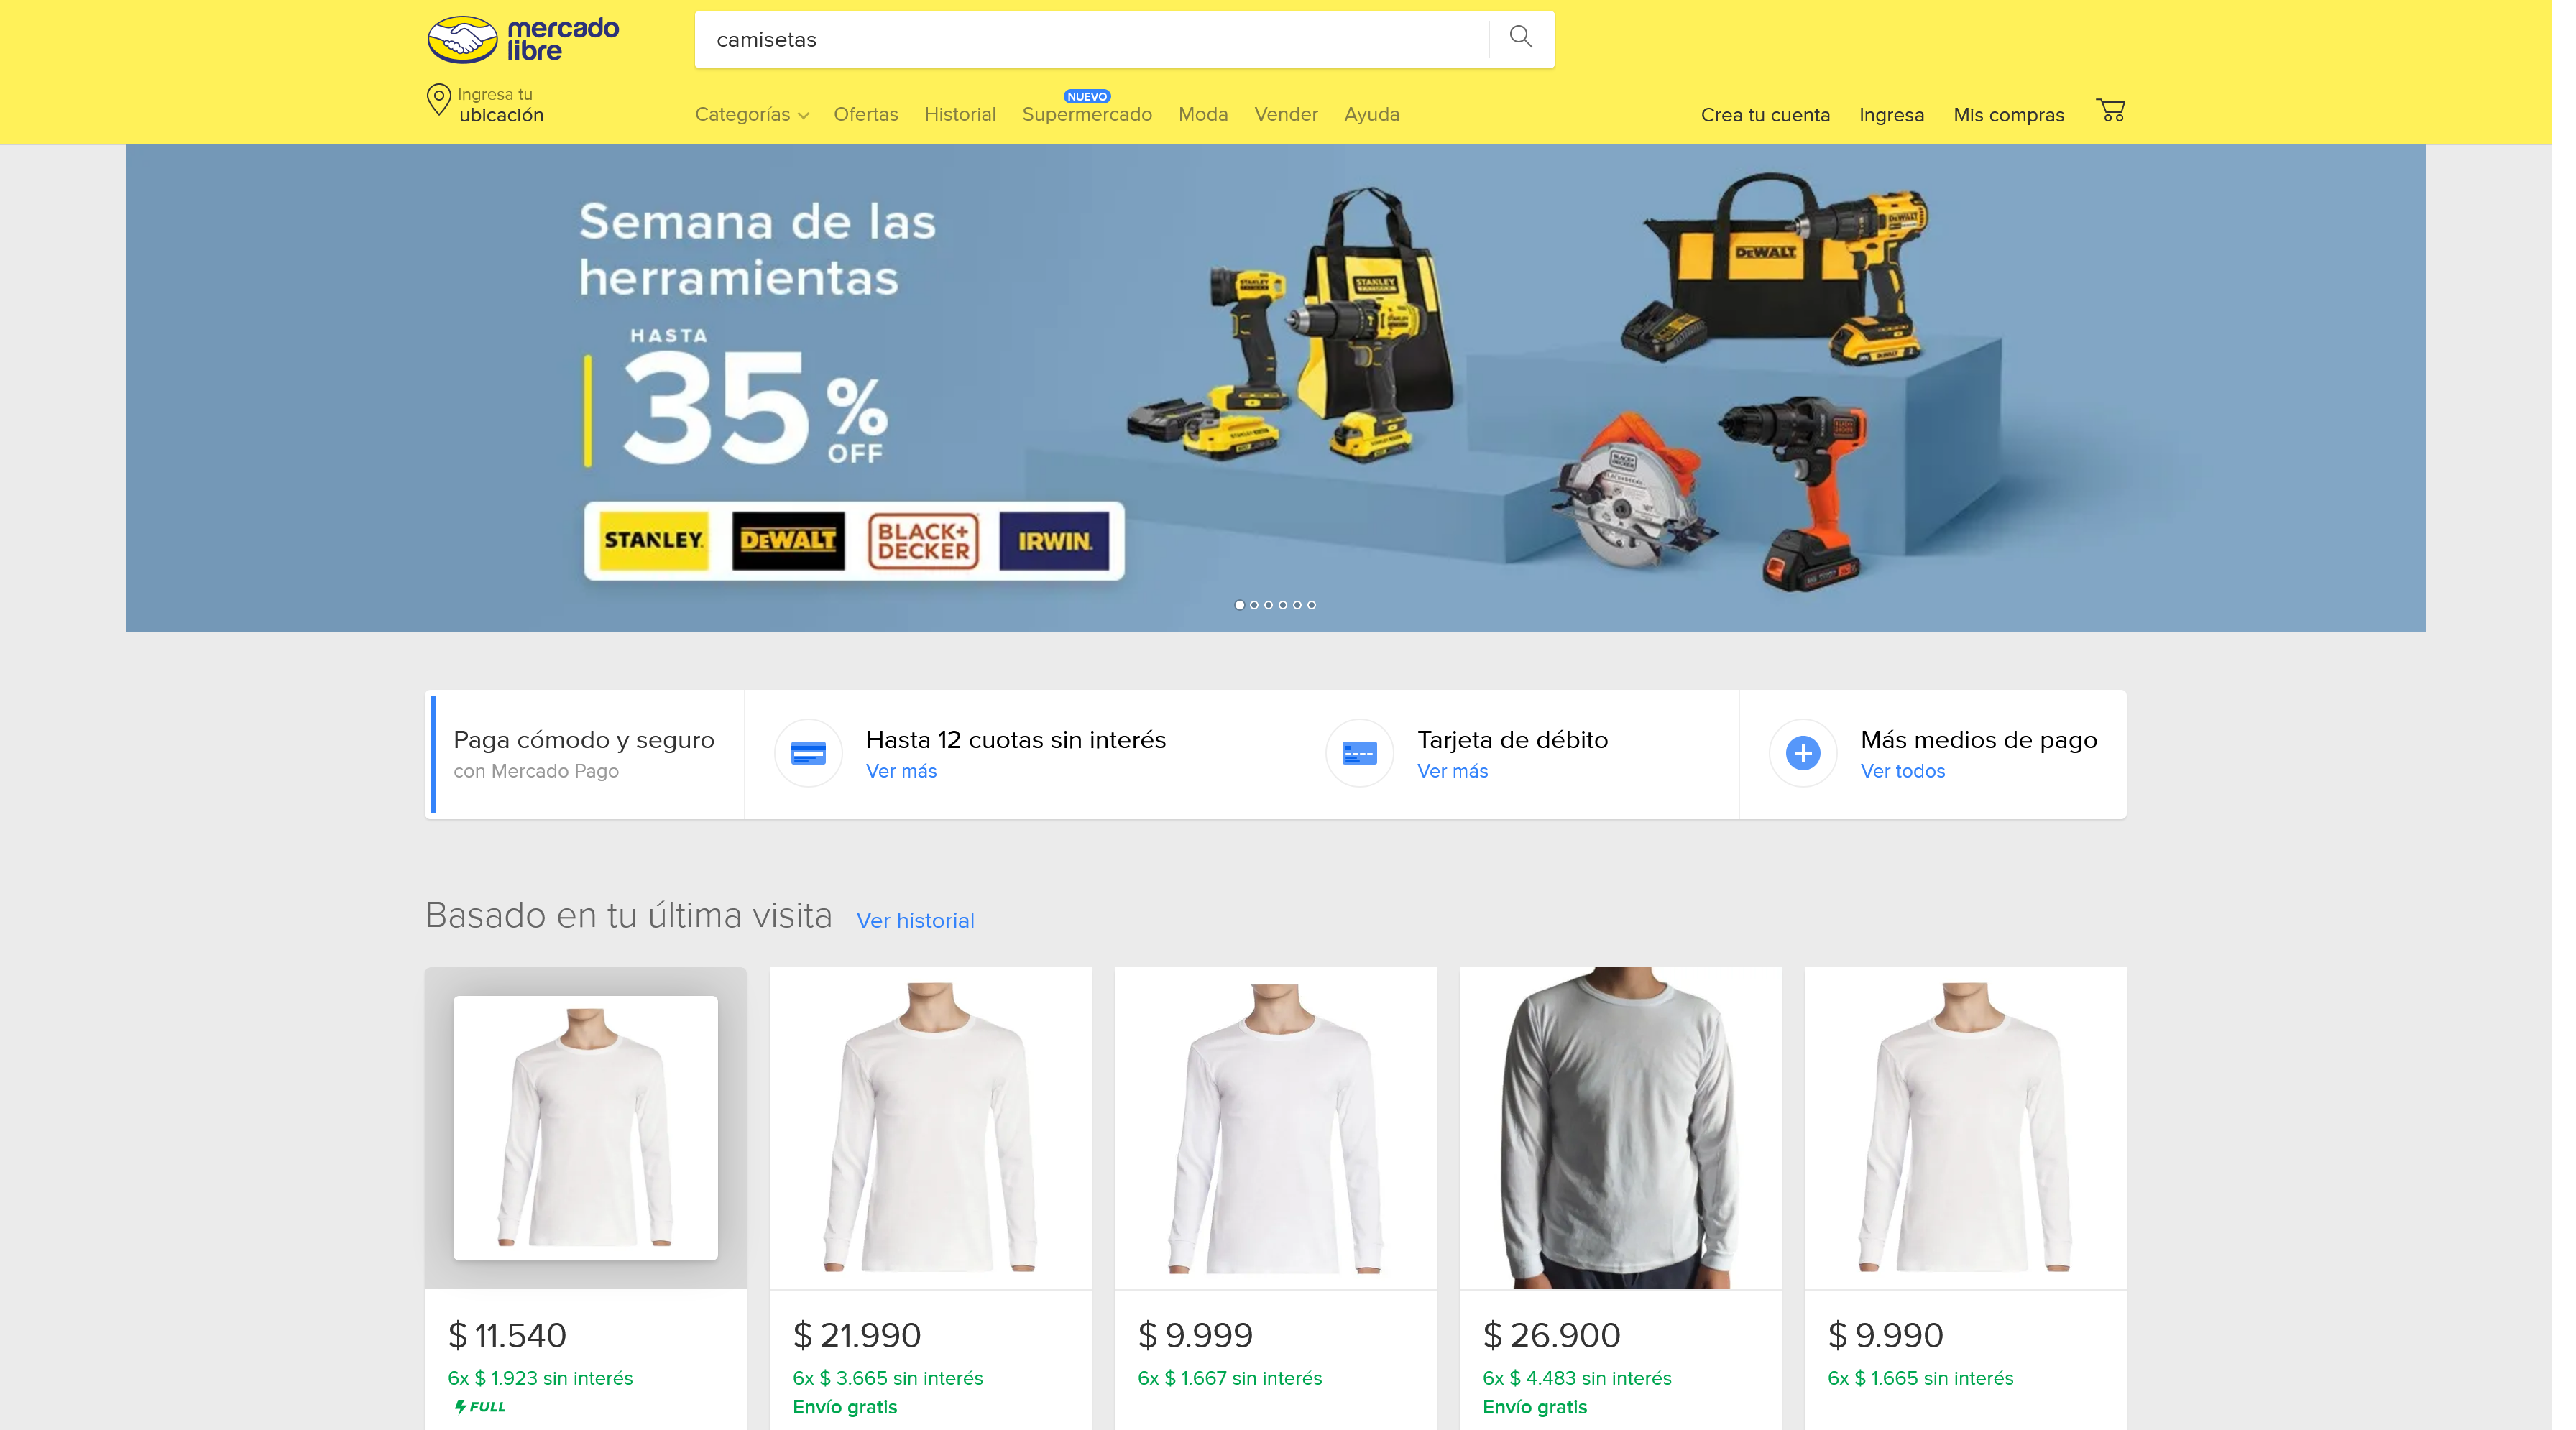 mercado
libre
camisetas
Ingresa tu
ubicación
Categorías
Ofertas
Historial
NUEVO
Supermercado
Moda
Vender
Ayuda
Crea tu cuenta
Ingresa
Mis compras
Semana de las
herramientas
HASTA
35%
OFF
STANLEY
DEWALT
BLACK+
DECKER
IRWIN
STANLEY
STANLEY
DEWALT
Paga cómodo y seguro
con Mercado Pago
Hasta 12 cuotas sin interés
Ver más
Tarjeta de débito
Ver más
Más medios de pago
Ver todos
Basado en tu última visita
Ver historial
$ 11.540
6x $ 1.923 sin interés
FULL
$ 21.990
6x $ 3.665 sin interés
Envío gratis
$ 9.999
6x $ 1.667 sin interés
$ 26.900
6x $ 4.483 sin interés
Envío gratis
$ 9.990
6x $ 1.665 sin interés